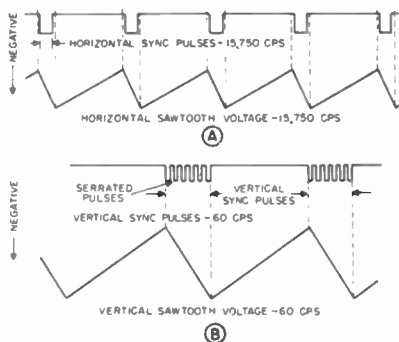 NEGATIVE
HORIZONTAL SYNC PULSES-15,750 CPS
HORIZONTAL SAWTOOTH VOLTAGE-15,750 CPS
A
NEGATIVE
SERRATED PULSES
VERTICAL SYNC PULSES
VERTICAL SYNC PULSES-60 CPS
VERTICAL SAWTOOTH VOLTAGE-60 CPS
B